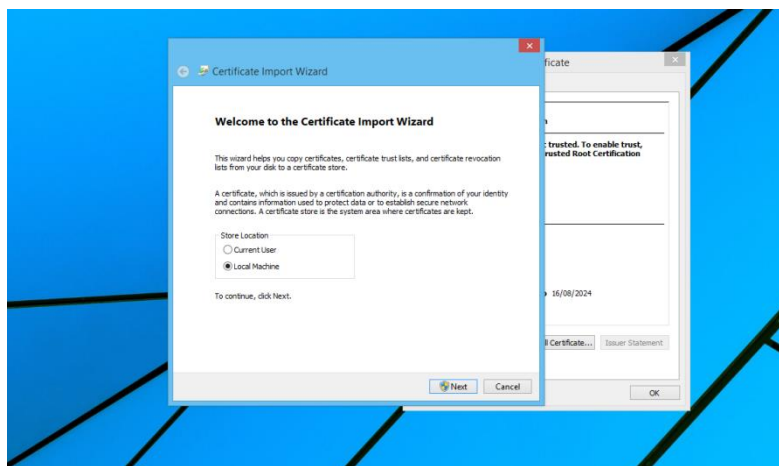 Certificate Import Wizard
Welcome to the Certificate Import Wizard
This wizard helps you copy certificates, certificate trust lists, and certificate revocation
lists from your disk to a certificate store.
A certificate, which is issued by a certification authority, is a confirmation of your identity
and contains information used to protect data or to establish secure network
connections. A certificate store is the system area where certificates are kept.
Store Location
Current User
Local Machine
To continue, click Next.
Next
Cancel
ficate
trusted. To enable trust,
rusted Root Certification
16/08/2024
ll Certificate...
Issuer Statement
OK